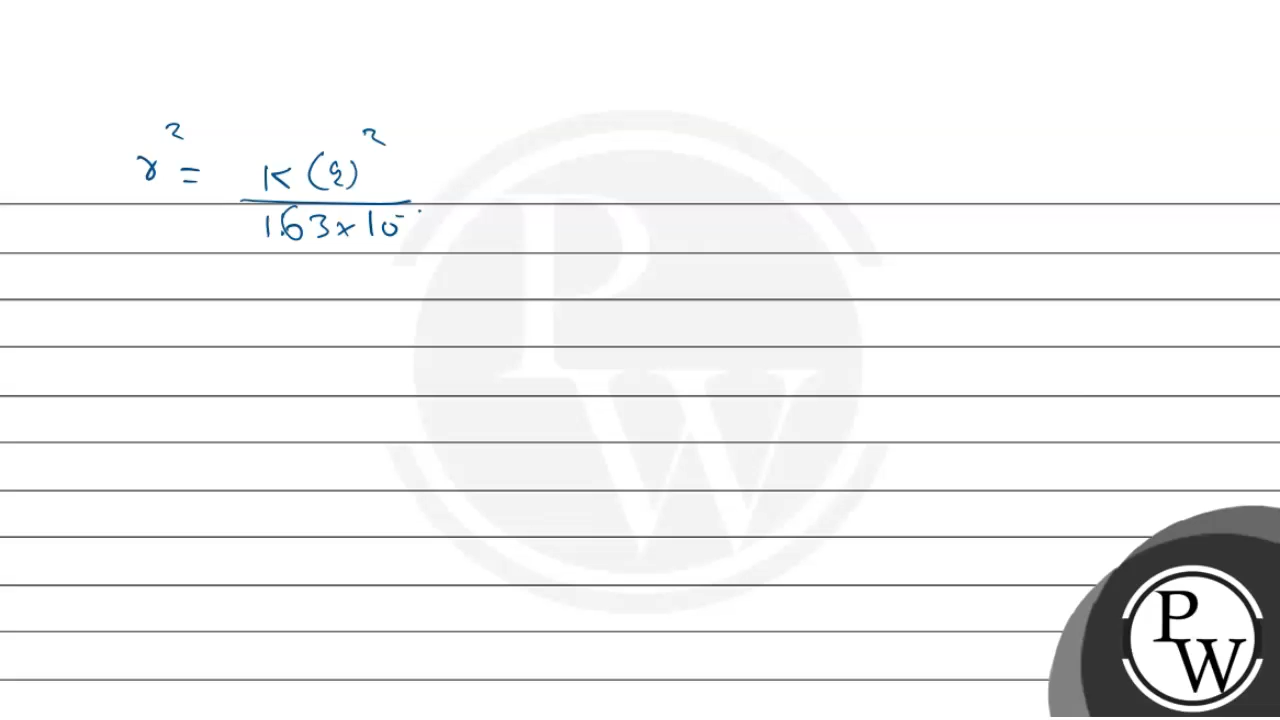 r² = K (q)²
1.63 × 10⁻
P
W
P
W